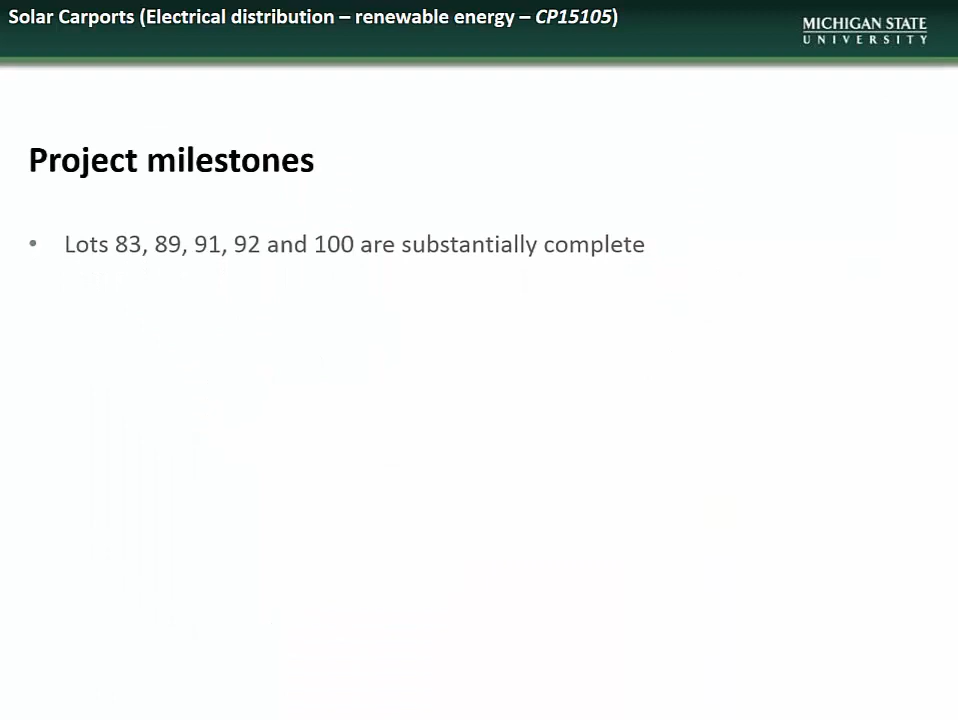 Solar Carports (Electrical distribution – renewable energy – CP15105)
MICHIGAN STATE
UNIVERSITY
Project milestones
• Lots 83, 89, 91, 92 and 100 are substantially complete